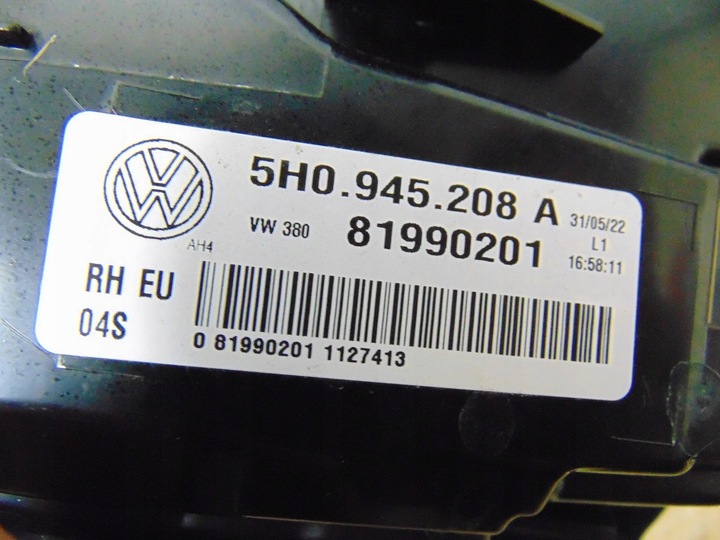 5H0.945.208 A 31/05/22
VW 380 81990201 L1
AH4 16:58:11
RH EU
04S
0 81990201 1127413